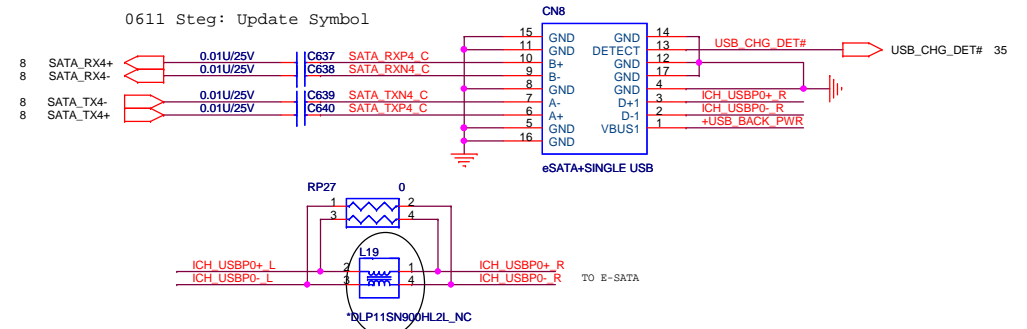 0611 Steg: Update Symbol
CN8
15 GND GND 14
11 GND DETECT 13 USB_CHG_DET# USB_CHG_DET# 35
8 SATA_RX4+ 0.01U/25V C637 SATA_RXP4_C 10 B+ GND 12
8 SATA_RX4- 0.01U/25V C638 SATA_RXN4_C 9 B- GND 17
8 GND GND 4
8 SATA_TX4- 0.01U/25V C639 SATA_TXN4_C 7 A- D+1 3 ICH_USBP0+_R
8 SATA_TX4+ 0.01U/25V C640 SATA_TXP4_C 6 A+ D-1 2 ICH_USBP0-_R
5 GND VBUS1 1 +USB_BACK_PWR
16 GND
eSATA+SINGLE USB
RP27 0
1 2
3 4
L19
ICH_USBP0+_L 2 1 ICH_USBP0+_R
ICH_USBP0-_L 3 4 ICH_USBP0-_R
TO E-SATA
*DLP11SN900HL2L_NC